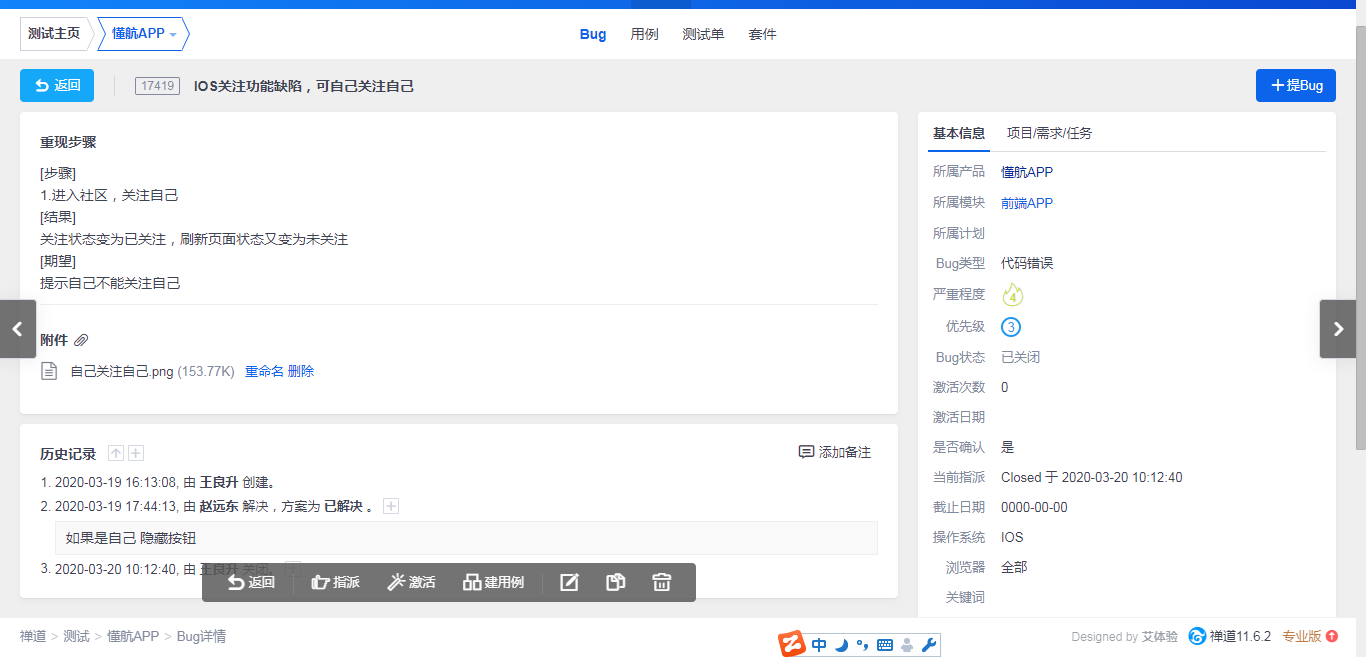 测试主页 懂航APP
Bug 用例 测试单 套件
返回 17419 IOS关注功能缺陷，可自己关注自己 提Bug
重现步骤
[步骤]
1.进入社区，关注自己
[结果]
关注状态变为已关注，刷新页面状态又变为未关注
[期望]
提示自己不能关注自己
附件
自己关注自己.png (153.77K) 重命名 删除
历史记录 添加备注
1. 2020-03-19 16:13:08, 由 王良升 创建。
2. 2020-03-19 17:44:13, 由 赵远东 解决，方案为 已解决 。
如果是自己 隐藏按钮
3. 2020-03-20 10:12:40, 由 王良升 关闭。
返回 指派 激活 建用例
基本信息 项目/需求/任务
所属产品 懂航APP
所属模块 前端APP
所属计划
Bug类型 代码错误
严重程度 4
优先级 3
Bug状态 已关闭
激活次数 0
激活日期
是否确认 是
当前指派 Closed 于 2020-03-20 10:12:40
截止日期 0000-00-00
操作系统 IOS
浏览器 全部
关键词
禅道 > 测试 > 懂航APP > Bug详情
中
Designed by 艾体验 禅道11.6.2 专业版